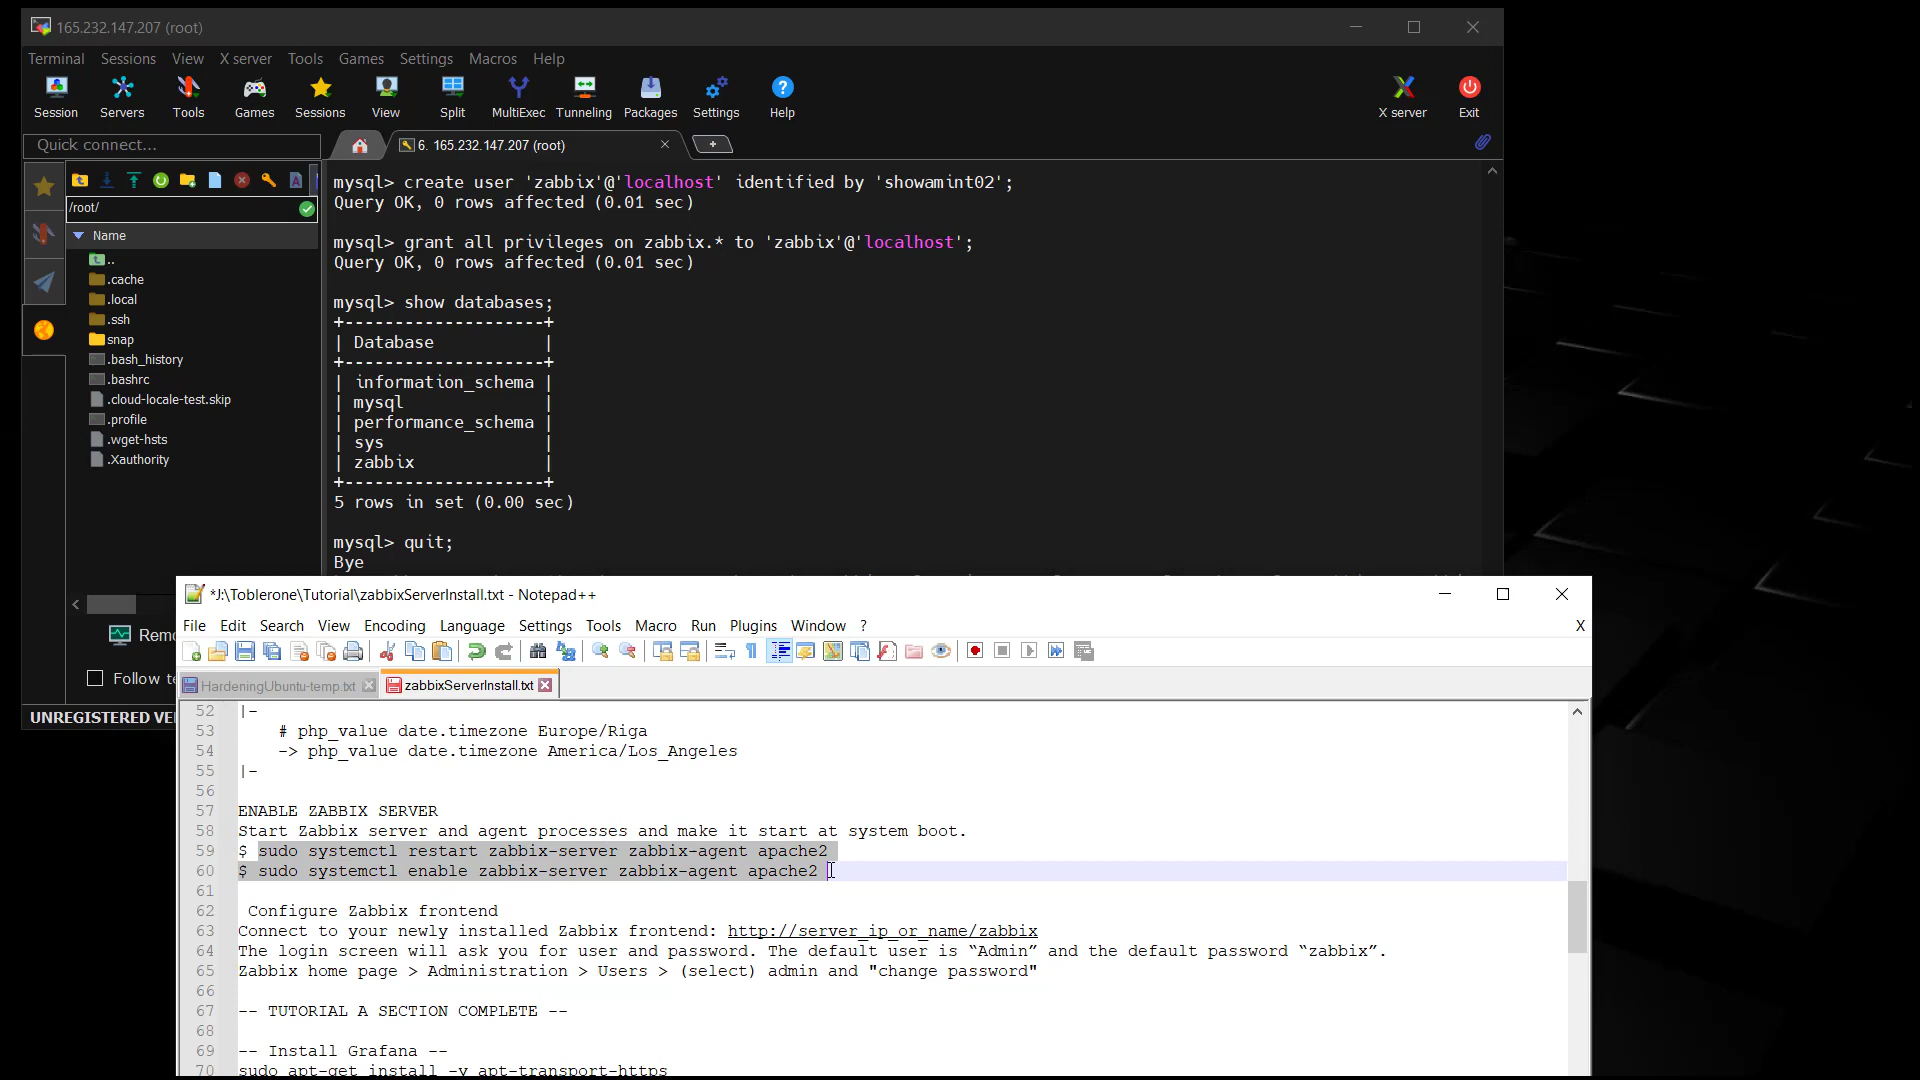 165.232.147.207 (root)
Terminal Sessions View X server Tools Games Settings Macros Help
Session Servers Tools Games Sessions View Split MultiExec Tunneling Packages Settings Help X server Exit
Quick connect...
6. 165.232.147.207 (root)
/root/
Name
..
.cache
.local
.ssh
snap
.bash_history
.bashrc
.cloud-locale-test.skip
.profile
.wget-hsts
.Xauthority
mysql> create user 'zabbix'@'localhost' identified by 'showamint02';
Query OK, 0 rows affected (0.01 sec)
mysql> grant all privileges on zabbix.* to 'zabbix'@'localhost';
Query OK, 0 rows affected (0.01 sec)
mysql> show databases;
+--------------------+
| Database |
+--------------------+
| information_schema |
| mysql |
| performance_schema |
| sys |
| zabbix |
+--------------------+
5 rows in set (0.00 sec)
mysql> quit;
Bye
Follow
UNREGISTERED
*J:\Toblerone\Tutorial\zabbixServerInstall.txt - Notepad++
File Edit Search View Encoding Language Settings Tools Macro Run Plugins Window ? X
HardeningUbuntu-temp.txt zabbixServerInstall.txt
52 |-
53 # php_value date.timezone Europe/Riga
54 -> php_value date.timezone America/Los_Angeles
55 |-
56
57 ENABLE ZABBIX SERVER
58 Start Zabbix server and agent processes and make it start at system boot.
59 $ sudo systemctl restart zabbix-server zabbix-agent apache2
60 $ sudo systemctl enable zabbix-server zabbix-agent apache2
61
62 Configure Zabbix frontend
63 Connect to your newly installed Zabbix frontend: http://server_ip_or_name/zabbix
64 The login screen will ask you for user and password. The default user is “Admin” and the default password “zabbix”.
65 Zabbix home page > Administration > Users > (select) admin and "change password"
66
67 -- TUTORIAL A SECTION COMPLETE --
68
69 -- Install Grafana --
70 sudo apt-get install -y apt-transport-https